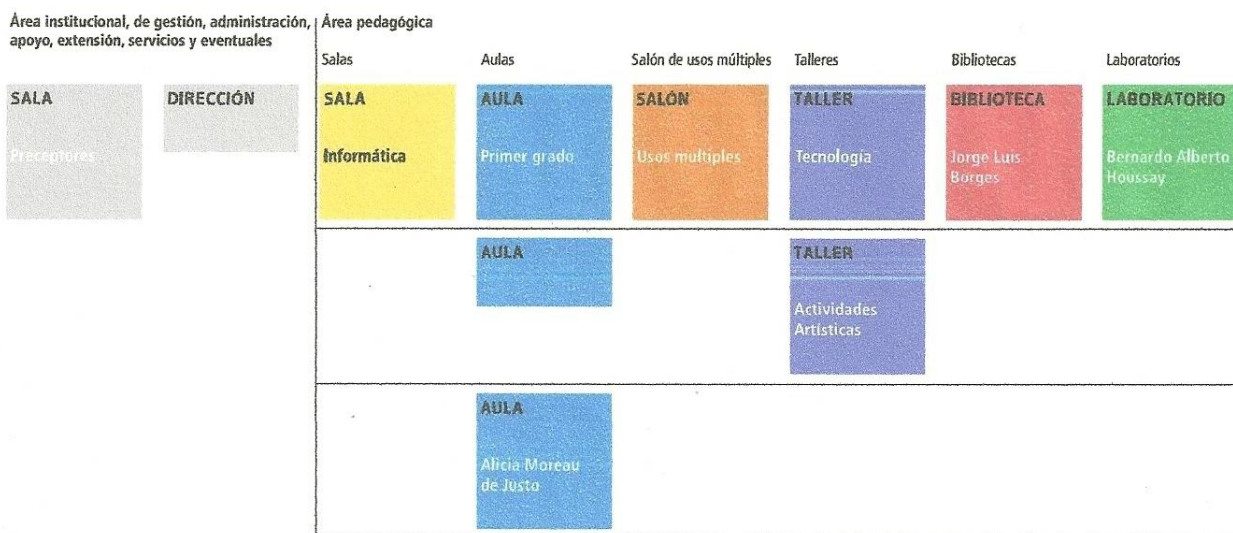 Área institucional, de gestión, administración,
apoyo, extensión, servicios y eventuales
Área pedagógica
Salas
Aulas
Salón de usos múltiples
Talleres
Bibliotecas
Laboratorios
SALA
Preceptores
DIRECCIÓN
SALA
Informática
AULA
Primer grado
SALÓN
Usos multiples
TALLER
Tecnología
BIBLIOTECA
Jorge Luis
Borges
LABORATORIO
Bernardo Alberto
Houssay
AULA
TALLER
Actividades
Artísticas
AULA
Alicia Moreau
de Justo